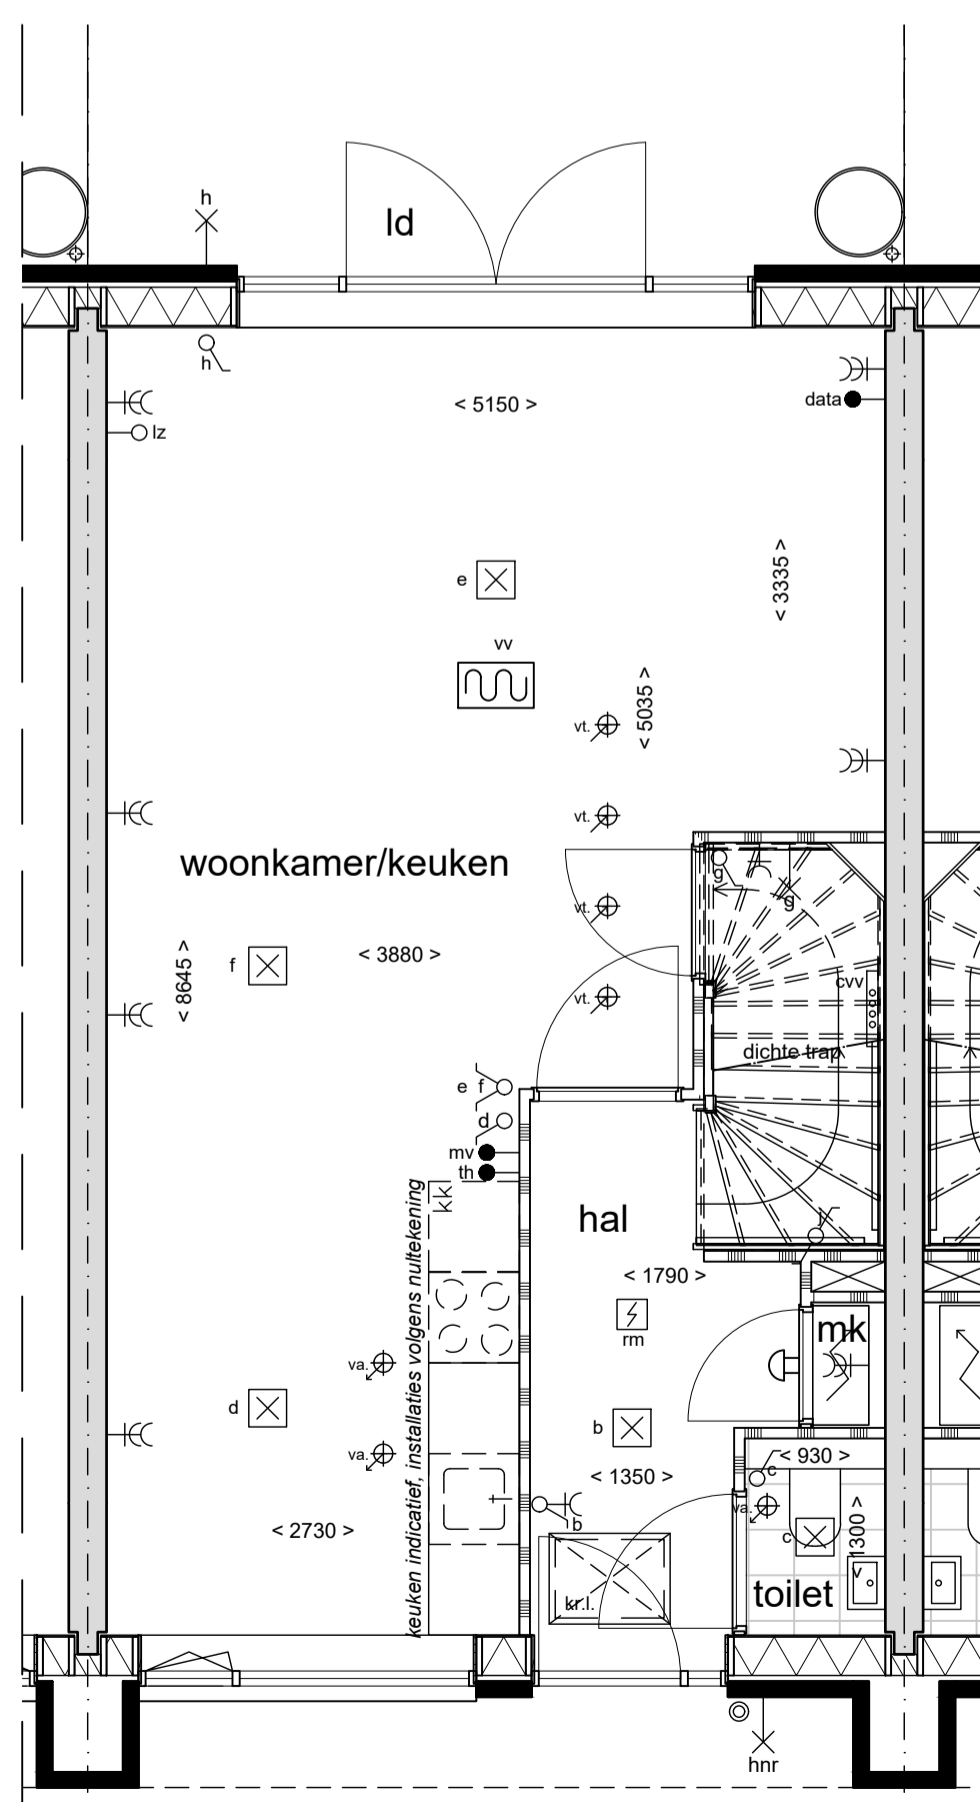 h
ld
h
< 5150 >
data
lz
e
< 3335 >
vv
< 5035 >
vt.
vt.
woonkamer/keuken
g
g
vt.
< 8645 >
f
< 3880 >
cvv
vt.
dichte trap
e f
d
mv
th
kk
keuken indicatief, installaties volgens nultekening
hal
j
< 1790 >
rm
mk
va.
d
b
va.
< 930 >
c
< 1350 >
va.
b
< 2730 >
c
1300 >
v
kr.l.
toilet
hnr